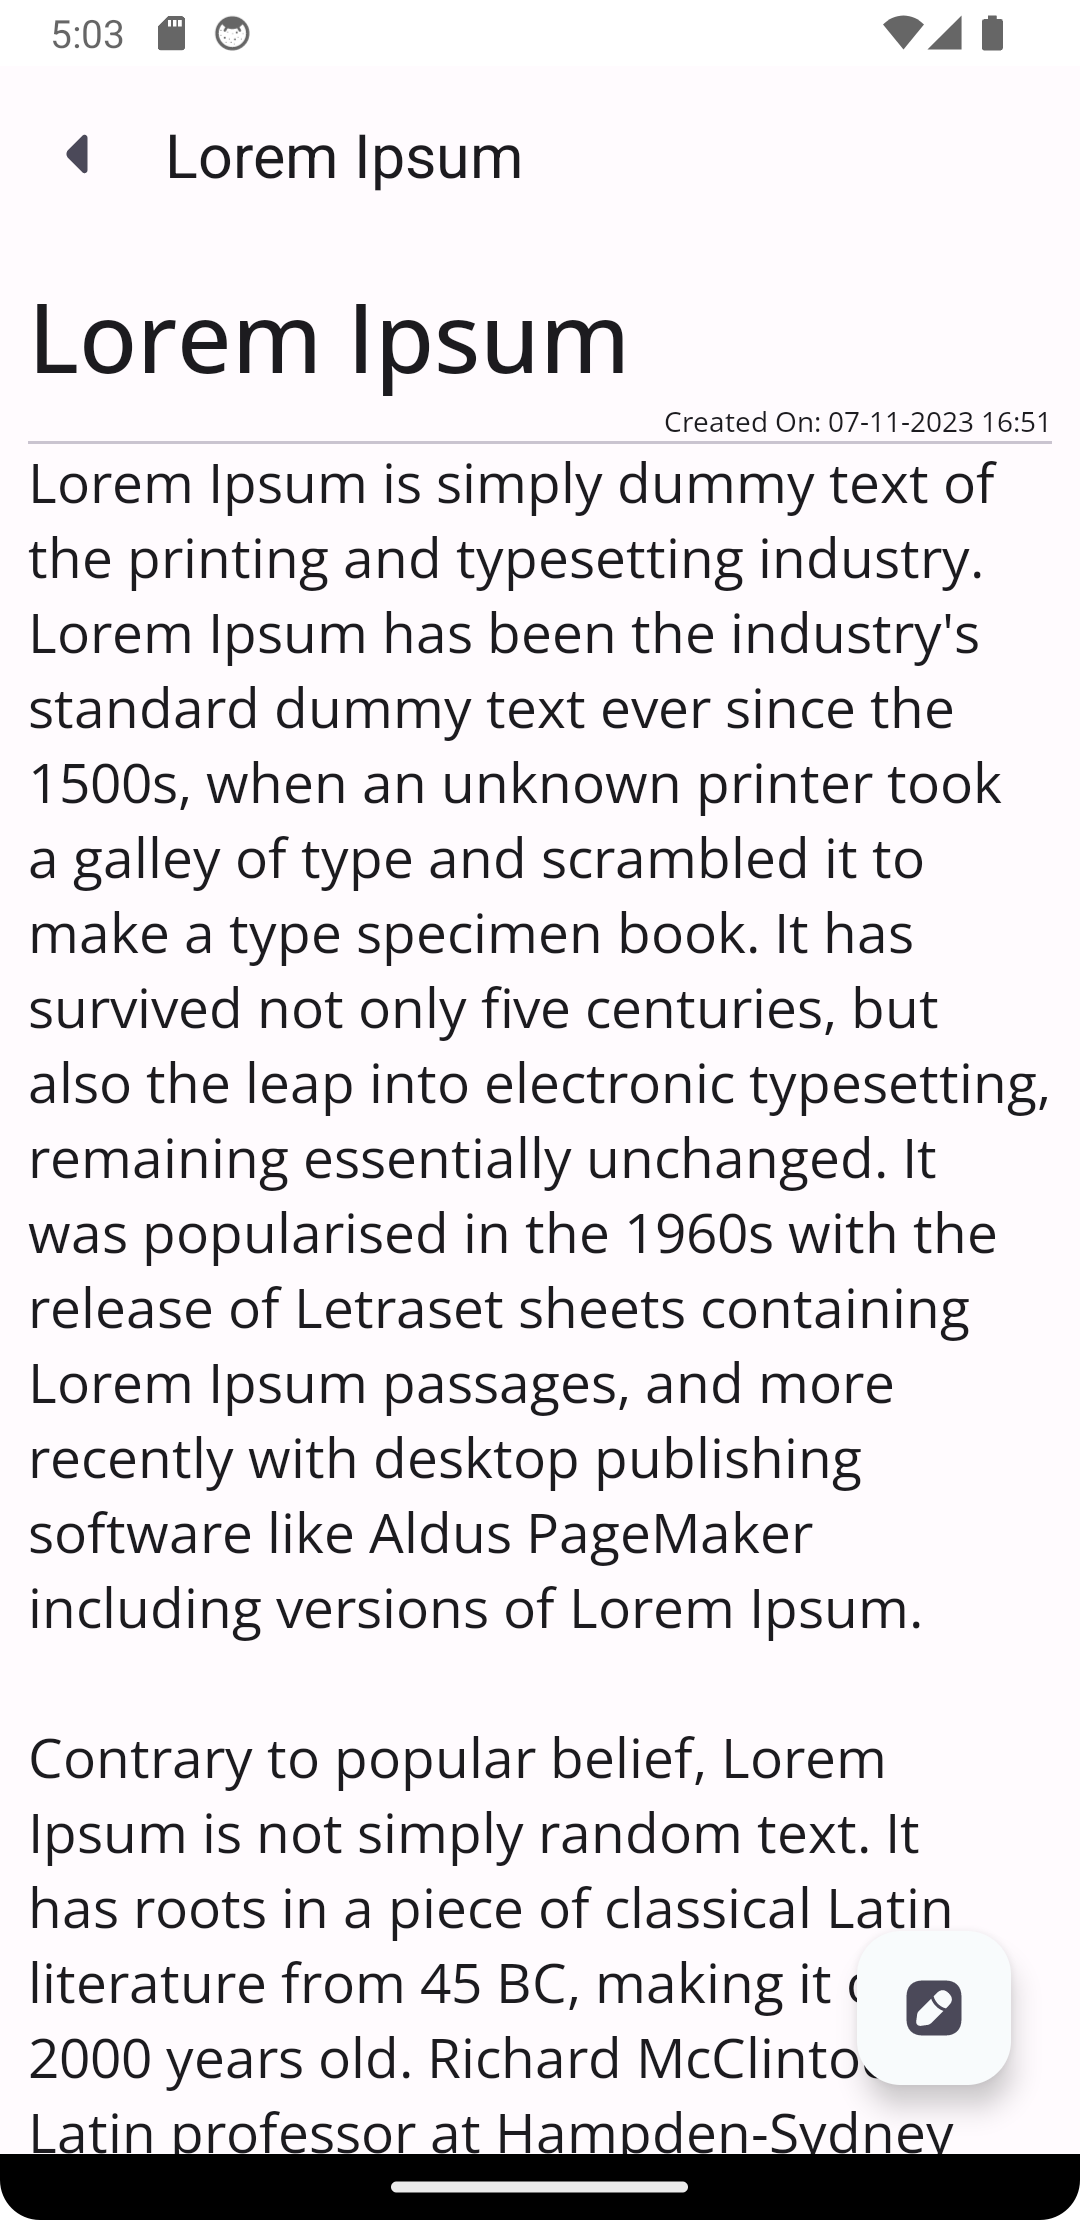 5:03
Lorem Ipsum
Lorem Ipsum
Created On: 07-11-2023 16:51
Lorem Ipsum is simply dummy text of
the printing and typesetting industry.
Lorem Ipsum has been the industry's
standard dummy text ever since the
1500s, when an unknown printer took
a galley of type and scrambled it to
make a type specimen book. It has
survived not only five centuries, but
also the leap into electronic typesetting,
remaining essentially unchanged. It
was popularised in the 1960s with the
release of Letraset sheets containing
Lorem Ipsum passages, and more
recently with desktop publishing
software like Aldus PageMaker
including versions of Lorem Ipsum.
Contrary to popular belief, Lorem
Ipsum is not simply random text. It
has roots in a piece of classical Latin
literature from 45 BC, making it
2000 years old. Richard
Latin professor at Hampden-Sydney